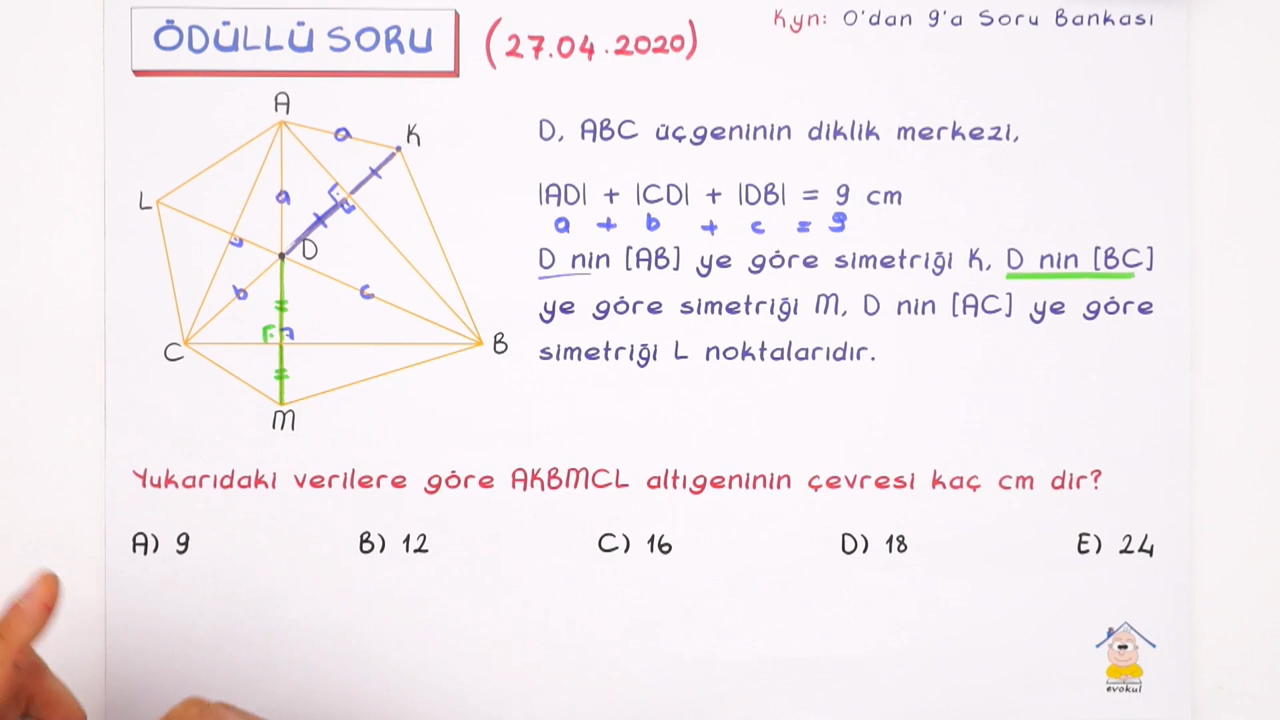 ÖDÜLLÜ SORU
(27.04.2020)
Kyn: 0'dan 9'a Soru Bankası
A
K
a
L
a
D
b
c
C
B
M
D, ABC üçgeninin diklik merkezi,
|AD| + |CD| + |DB| = 9 cm
a + b + c = 9
D nin [AB] ye göre simetriği K, D nin [BC]
ye göre simetriği M, D nin [AC] ye göre
simetriği L noktalarıdır.
Yukarıdaki verilere göre AKBMCL altıgeninin çevresi kaç cm dir?
A) 9 B) 12 C) 16 D) 18 E) 24
evokul